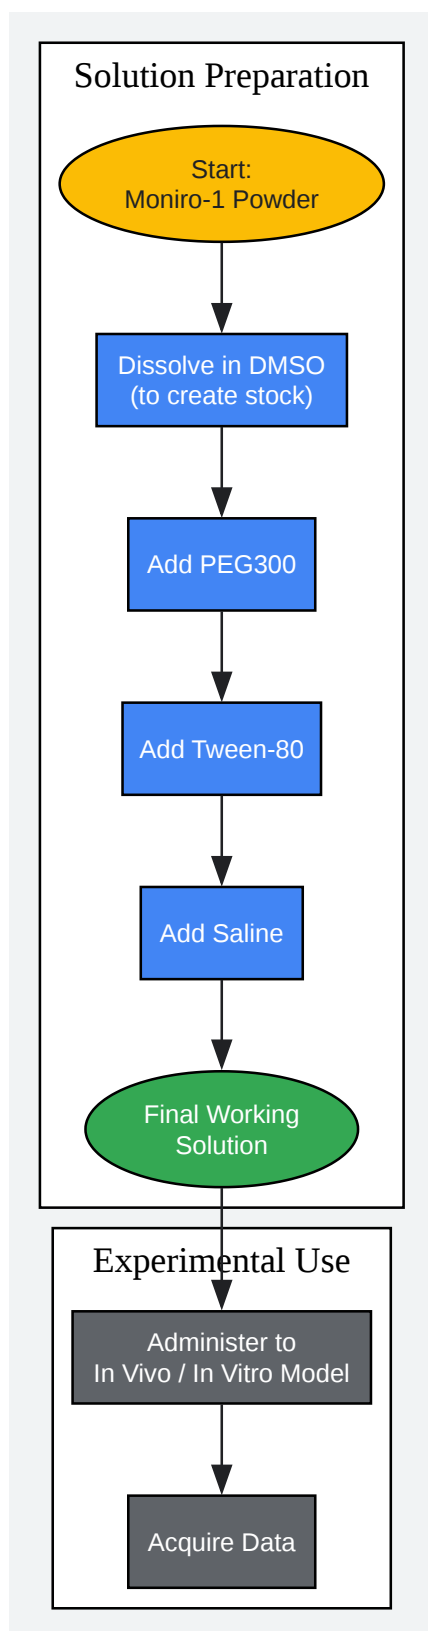 Solution Preparation
Start:
Moniro-1 Powder
Dissolve in DMSO
(to create stock)
Add PEG300
Add Tween-80
Add Saline
Final Working
Solution
Experimental Use
Administer to
In Vivo / In Vitro Model
Acquire Data